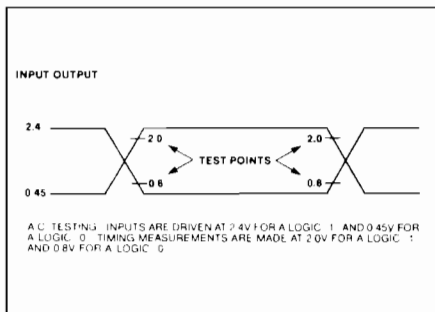 INPUT OUTPUT
2.4
2.0
2.0
TEST POINTS
0.8
0.8
0.45
A C TESTING INPUTS ARE DRIVEN AT 2.4V FOR A LOGIC 1 AND 0.45V FOR
A LOGIC 0 TIMING MEASUREMENTS ARE MADE AT 2.0V FOR A LOGIC 1
AND 0.8V FOR A LOGIC 0